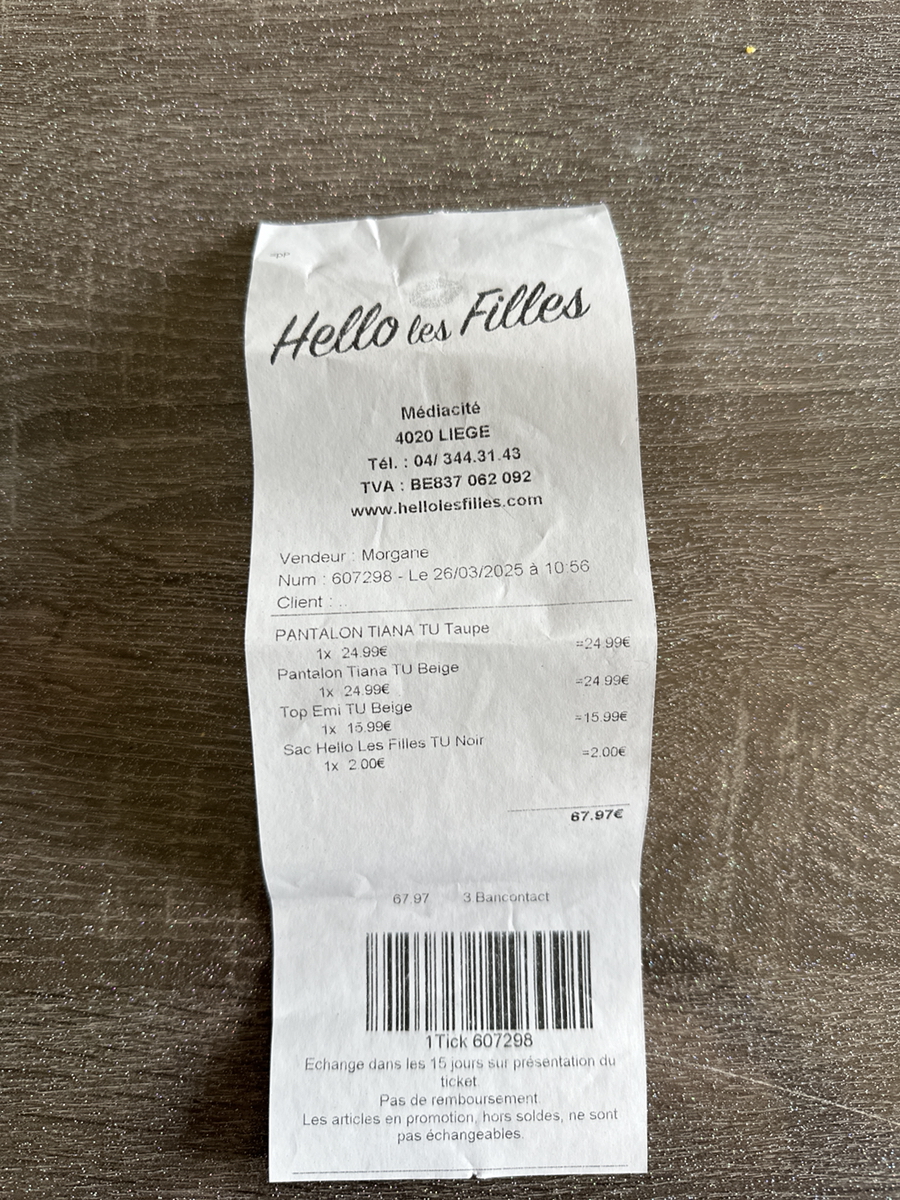 Hello les Filles
Médiacité
4020 LIEGE
Tél. : 04/ 344.31.43
TVA : BE837 062 092
www.hellolesfilles.com
Vendeur : Morgane
Num : 607298 - Le 26/03/2025 à 10:56
Client : ..
PANTALON TIANA TU Taupe
1x 24.99€ =24.99€
Pantalon Tiana TU Beige
1x 24.99€ =24.99€
Top Emi TU Beige
1x 15.99€ =15.99€
Sac Hello Les Filles TU Noir
1x 2.00€ =2.00€
67.97€
67.97 3 Bancontact
1Tick 607298
Echange dans les 15 jours sur présentation du
ticket.
Pas de remboursement.
Les articles en promotion, hors soldes, ne sont
pas échangeables.